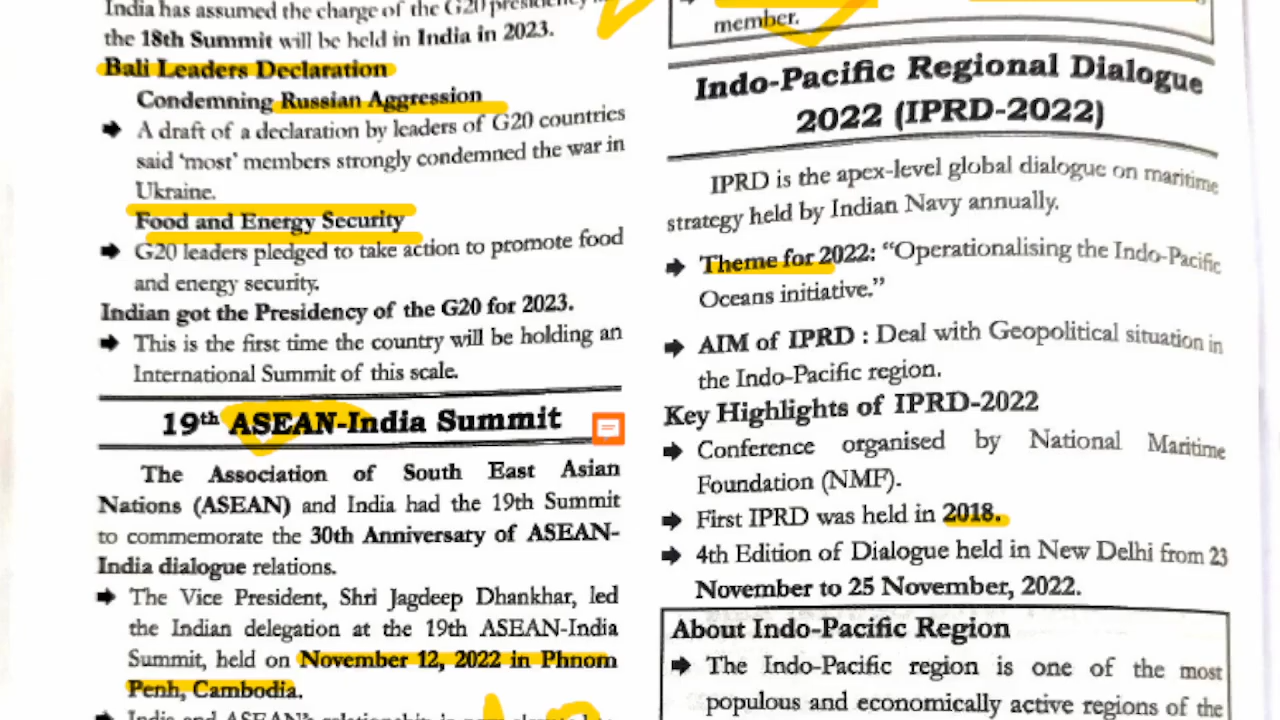 India has assumed the charge of the G20 presidency
the 18th Summit will be held in India in 2023.
Bali Leaders Declaration
Condemning Russian Aggression
➔ A draft of a declaration by leaders of G20 countries
said ‘most’ members strongly condemned the war in
Ukraine.
Food and Energy Security
➔ G20 leaders pledged to take action to promote food
and energy security.
Indian got the Presidency of the G20 for 2023.
➔ This is the first time the country will be holding an
International Summit of this scale.
19th ASEAN-India Summit
The Association of South East Asian
Nations (ASEAN) and India had the 19th Summit
to commemorate the 30th Anniversary of ASEAN-
India dialogue relations.
➔ The Vice President, Shri Jagdeep Dhankhar, led
the Indian delegation at the 19th ASEAN-India
Summit, held on November 12, 2022 in Phnom
Penh, Cambodia.
➔ India and ASEAN's relationship is now
member.
Indo-Pacific Regional Dialogue
2022 (IPRD-2022)
IPRD is the apex-level global dialogue on maritime
strategy held by Indian Navy annually.
➔ Theme for 2022: “Operationalising the Indo-Pacific
Oceans initiative.”
➔ AIM of IPRD : Deal with Geopolitical situation in
the Indo-Pacific region.
Key Highlights of IPRD-2022
➔ Conference organised by National Maritime
Foundation (NMF).
➔ First IPRD was held in 2018.
➔ 4th Edition of Dialogue held in New Delhi from 23
November to 25 November, 2022.
About Indo-Pacific Region
➔ The Indo-Pacific region is one of the most
populous and economically active regions of the